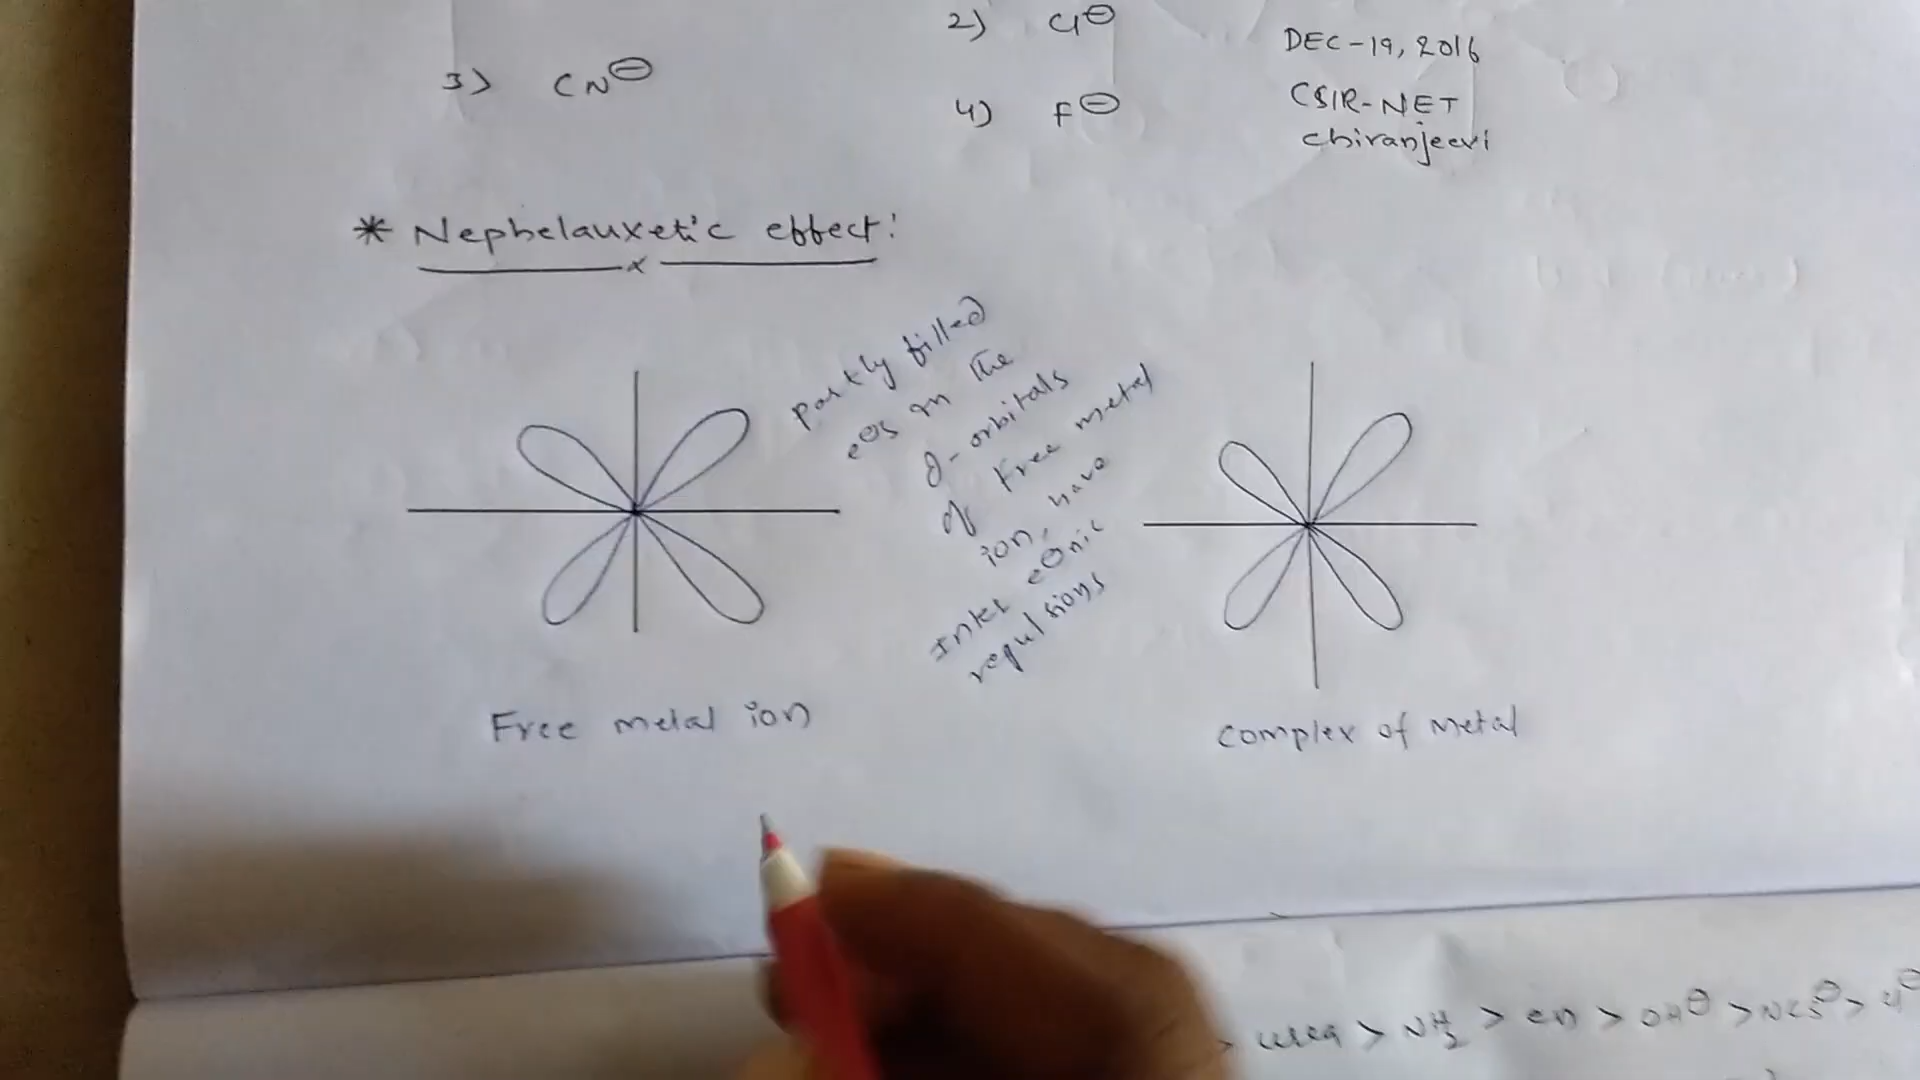 2) Cl⊖
3) CN⊖
4) F⊖
DEC-19, 2016
CSIR-NET
chiranjeevi
* Nephelauxetic effect:
partly filled
e⊖s in the
d-orbitals
of Free metal
ion, have
Inter e⊖nic
repulsions
Free metal ion
complex of metal
> urea > NH3 > en > OH⊖ > NCS⊖ > Cl⊖